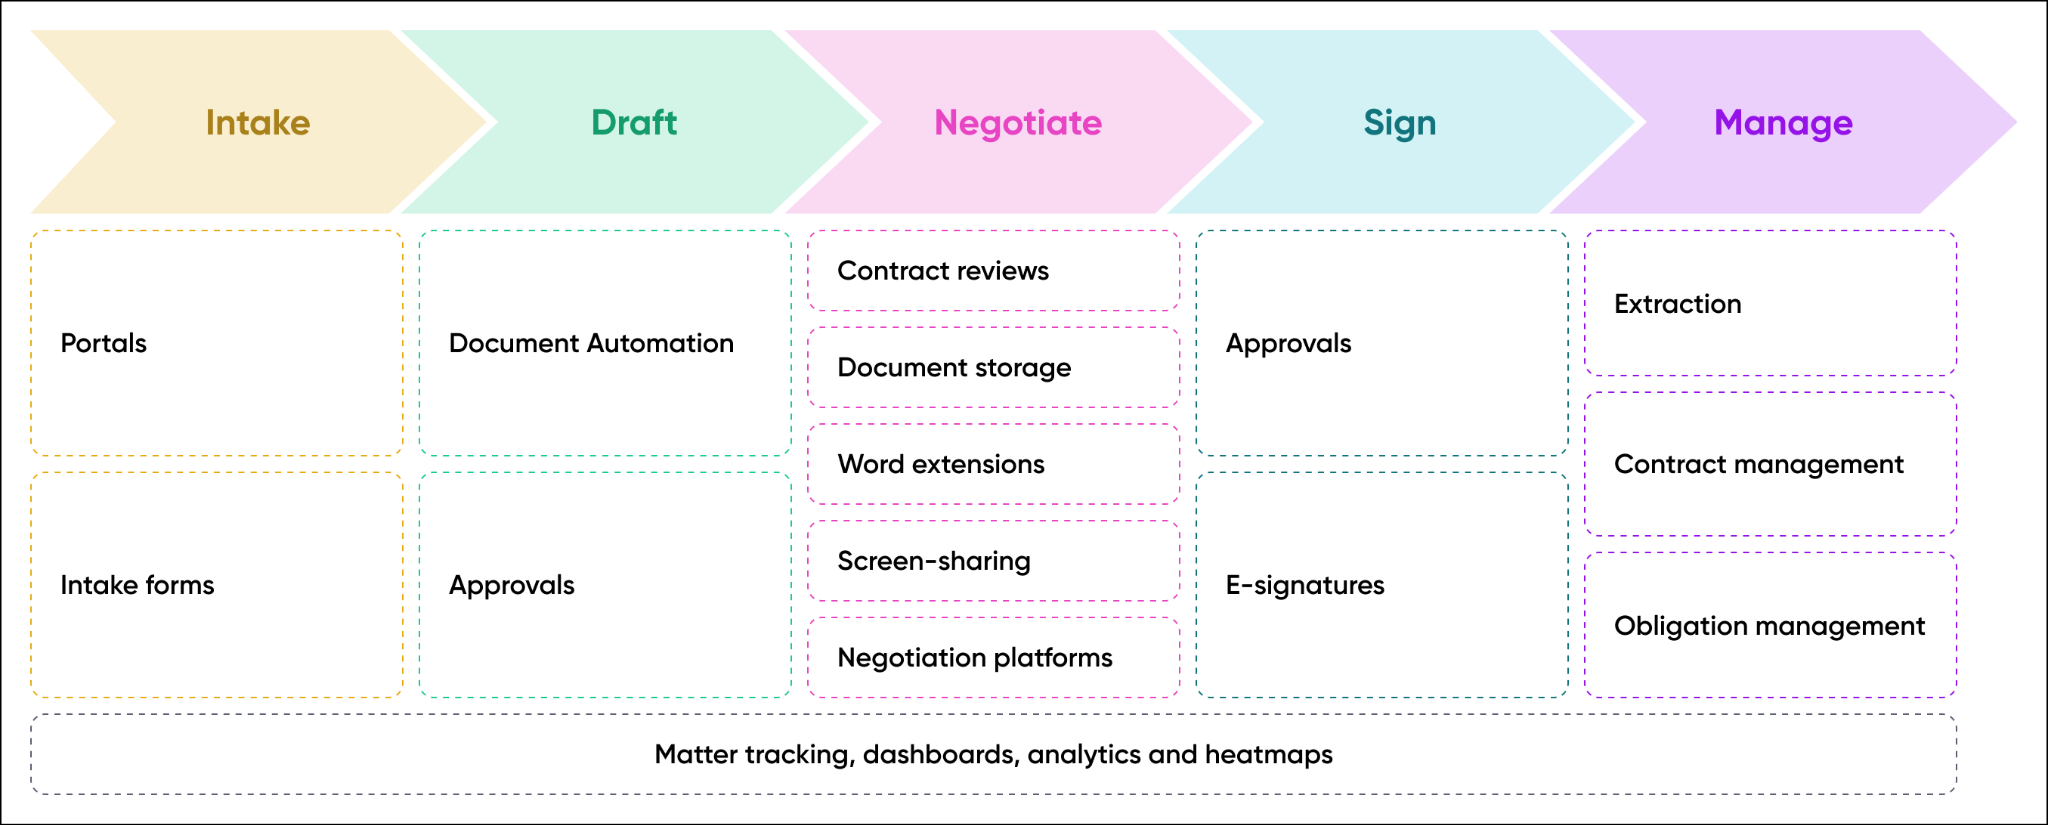 Intake
Draft
Negotiate
Sign
Manage
Portals
Intake forms
Document Automation
Approvals
Contract reviews
Document storage
Word extensions
Screen-sharing
Negotiation platforms
Approvals
E-signatures
Extraction
Contract management
Obligation management
Matter tracking, dashboards, analytics and heatmaps